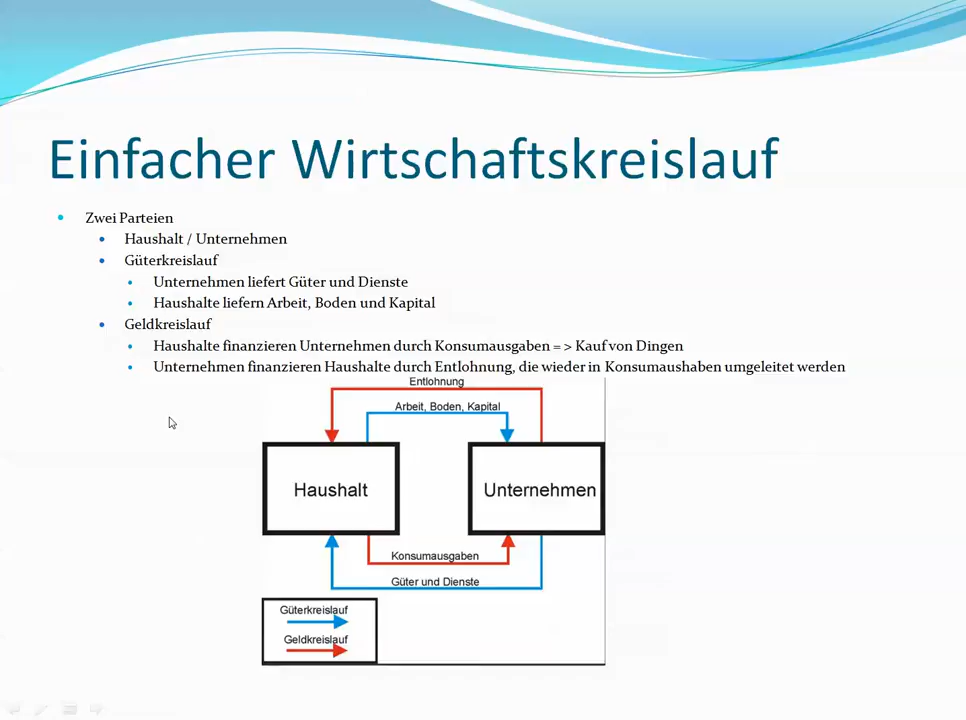 Einfacher Wirtschaftskreislauf
Zwei Parteien
Haushalt / Unternehmen
Güterkreislauf
Unternehmen liefert Güter und Dienste
Haushalte liefern Arbeit, Boden und Kapital
Geldkreislauf
Haushalte finanzieren Unternehmen durch Konsumausgaben = > Kauf von Dingen
Unternehmen finanzieren Haushalte durch Entlohnung, die wieder in Konsumaushaben umgeleitet werden
Entlohnung
Arbeit, Boden, Kapital
Haushalt
Unternehmen
Konsumausgaben
Güter und Dienste
Güterkreislauf
Geldkreislauf